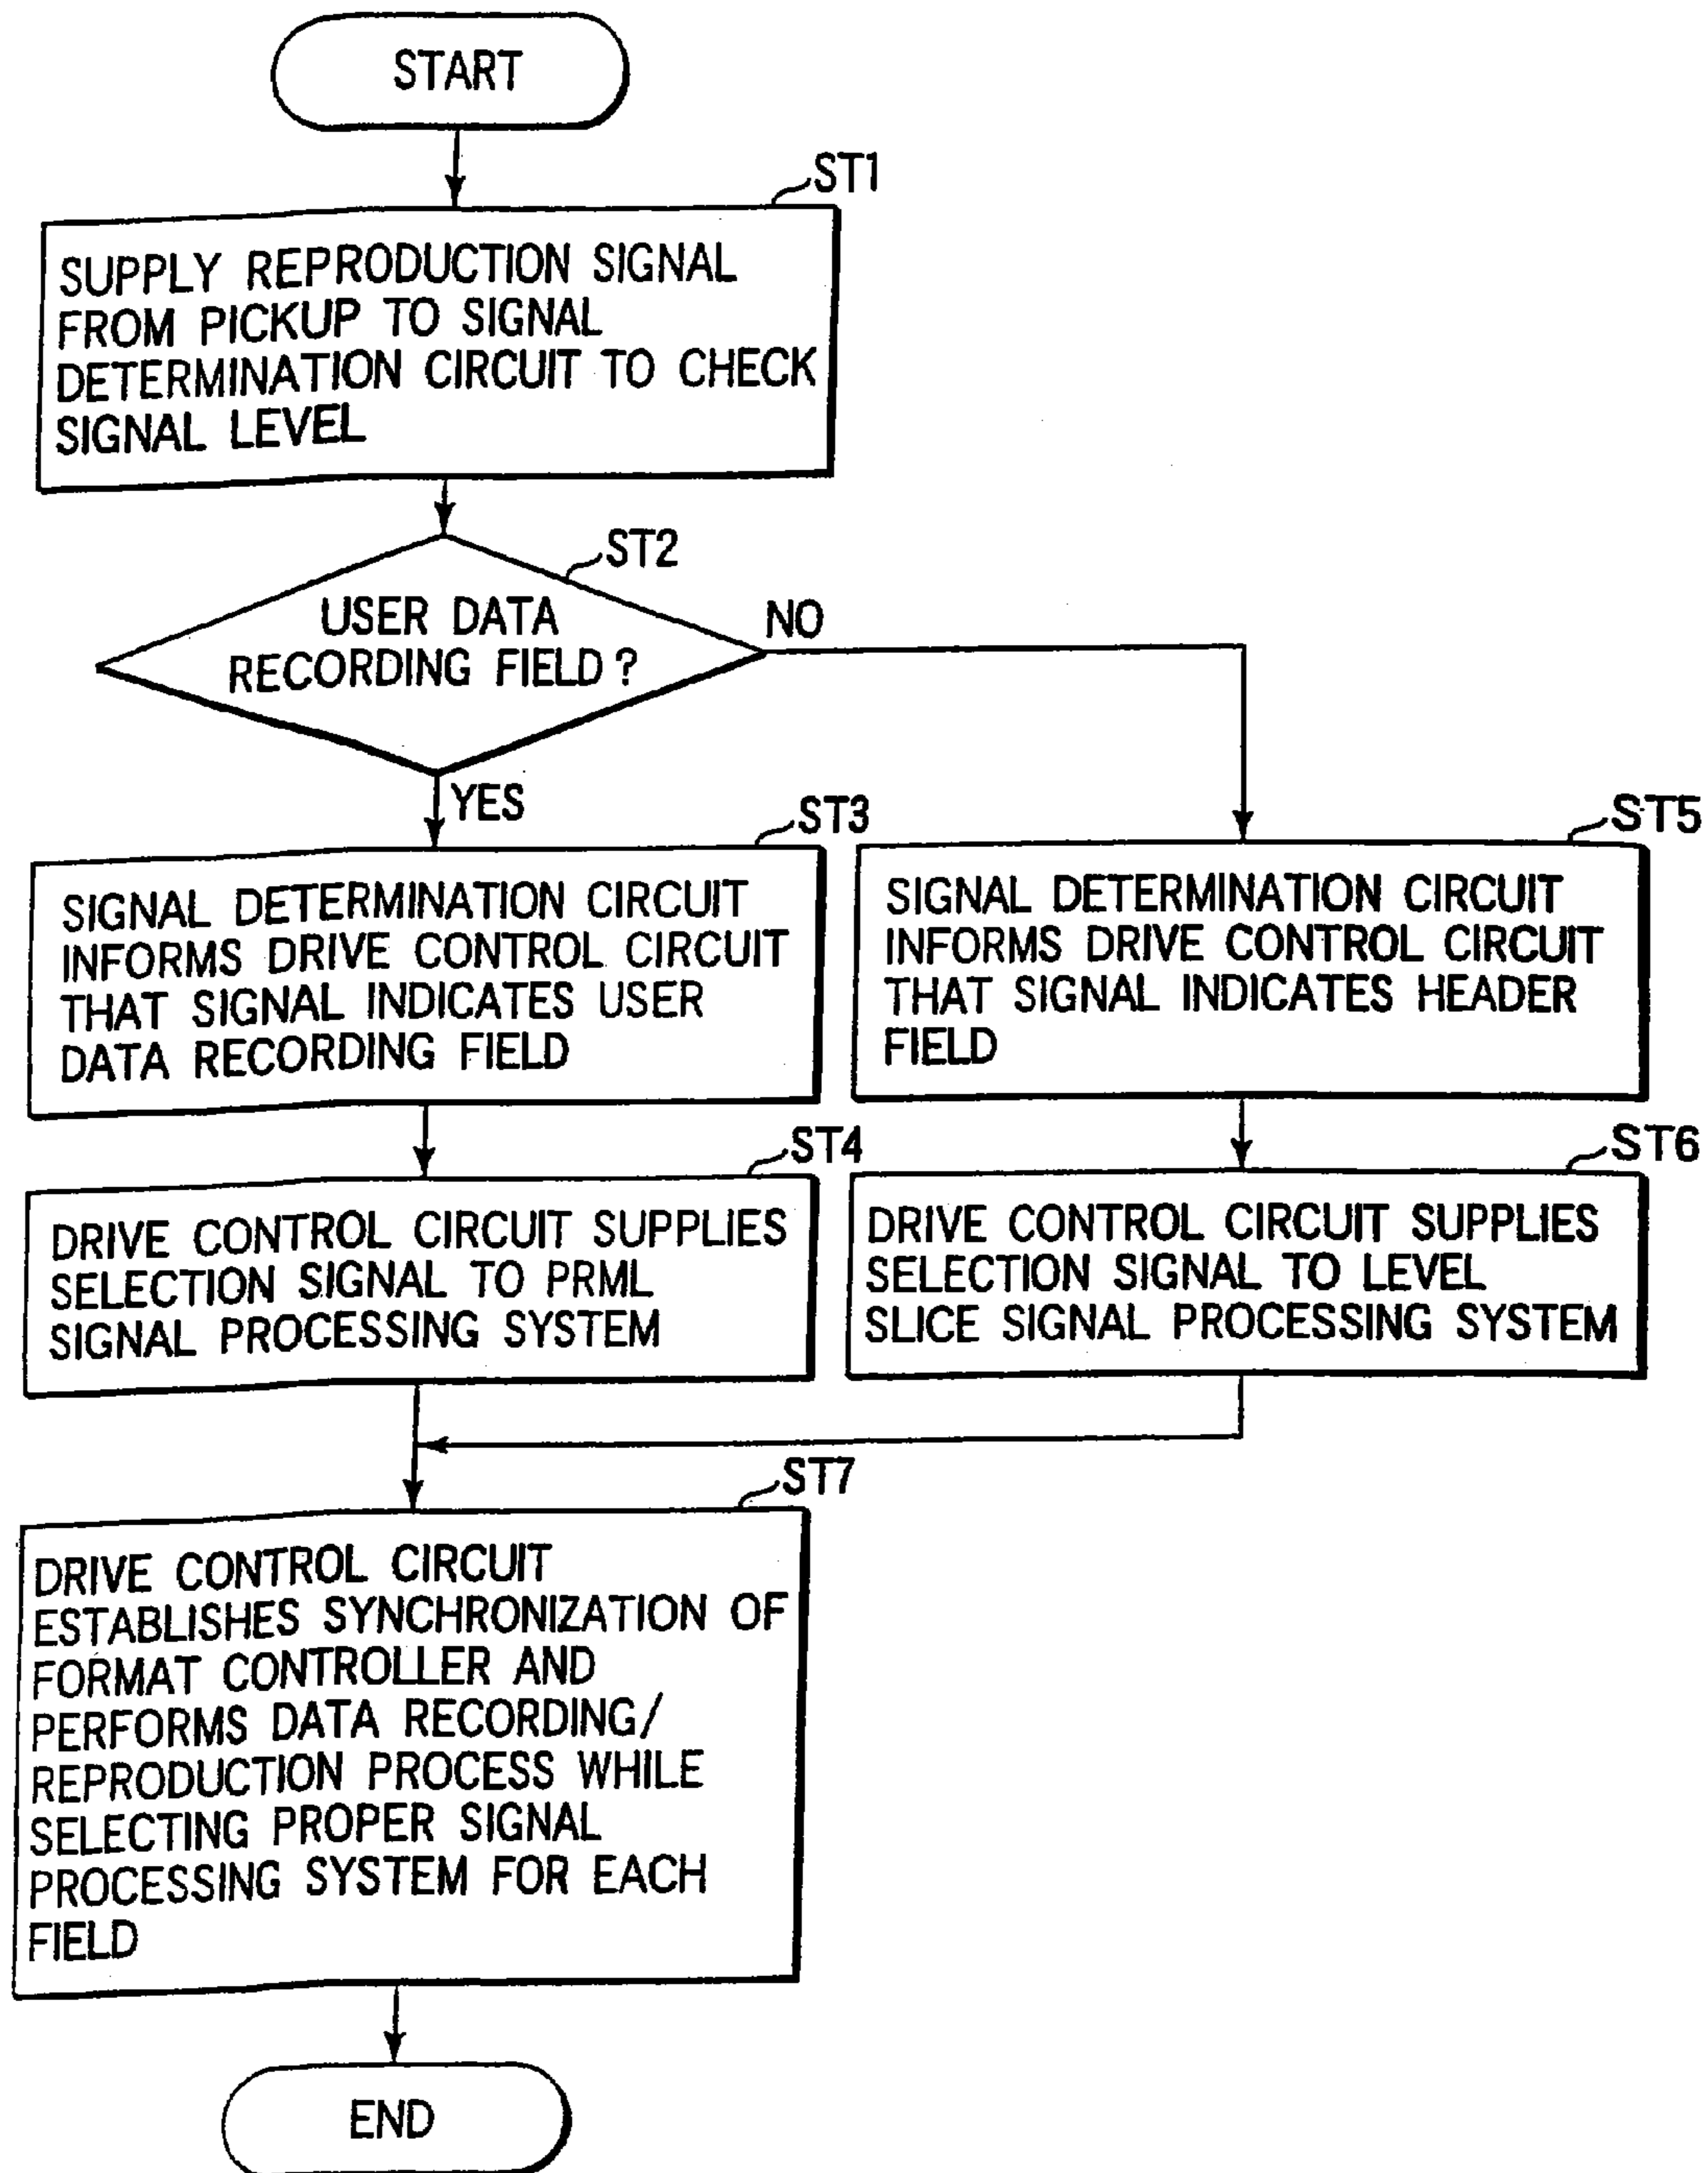 START
ST1
SUPPLY REPRODUCTION SIGNAL
FROM PICKUP TO SIGNAL
DETERMINATION CIRCUIT TO CHECK
SIGNAL LEVEL
ST2
USER DATA
RECORDING FIELD?
NO
YES
ST3
SIGNAL DETERMINATION CIRCUIT
INFORMS DRIVE CONTROL CIRCUIT
THAT SIGNAL INDICATES USER
DATA RECORDING FIELD
ST5
SIGNAL DETERMINATION CIRCUIT
INFORMS DRIVE CONTROL CIRCUIT
THAT SIGNAL INDICATES HEADER
FIELD
ST4
DRIVE CONTROL CIRCUIT SUPPLIES
SELECTION SIGNAL TO PRML
SIGNAL PROCESSING SYSTEM
ST6
DRIVE CONTROL CIRCUIT SUPPLIES
SELECTION SIGNAL TO LEVEL
SLICE SIGNAL PROCESSING SYSTEM
ST7
DRIVE CONTROL CIRCUIT
ESTABLISHES SYNCHRONIZATION OF
FORMAT CONTROLLER AND
PERFORMS DATA RECORDING/
REPRODUCTION PROCESS WHILE
SELECTING PROPER SIGNAL
PROCESSING SYSTEM FOR EACH
FIELD
END